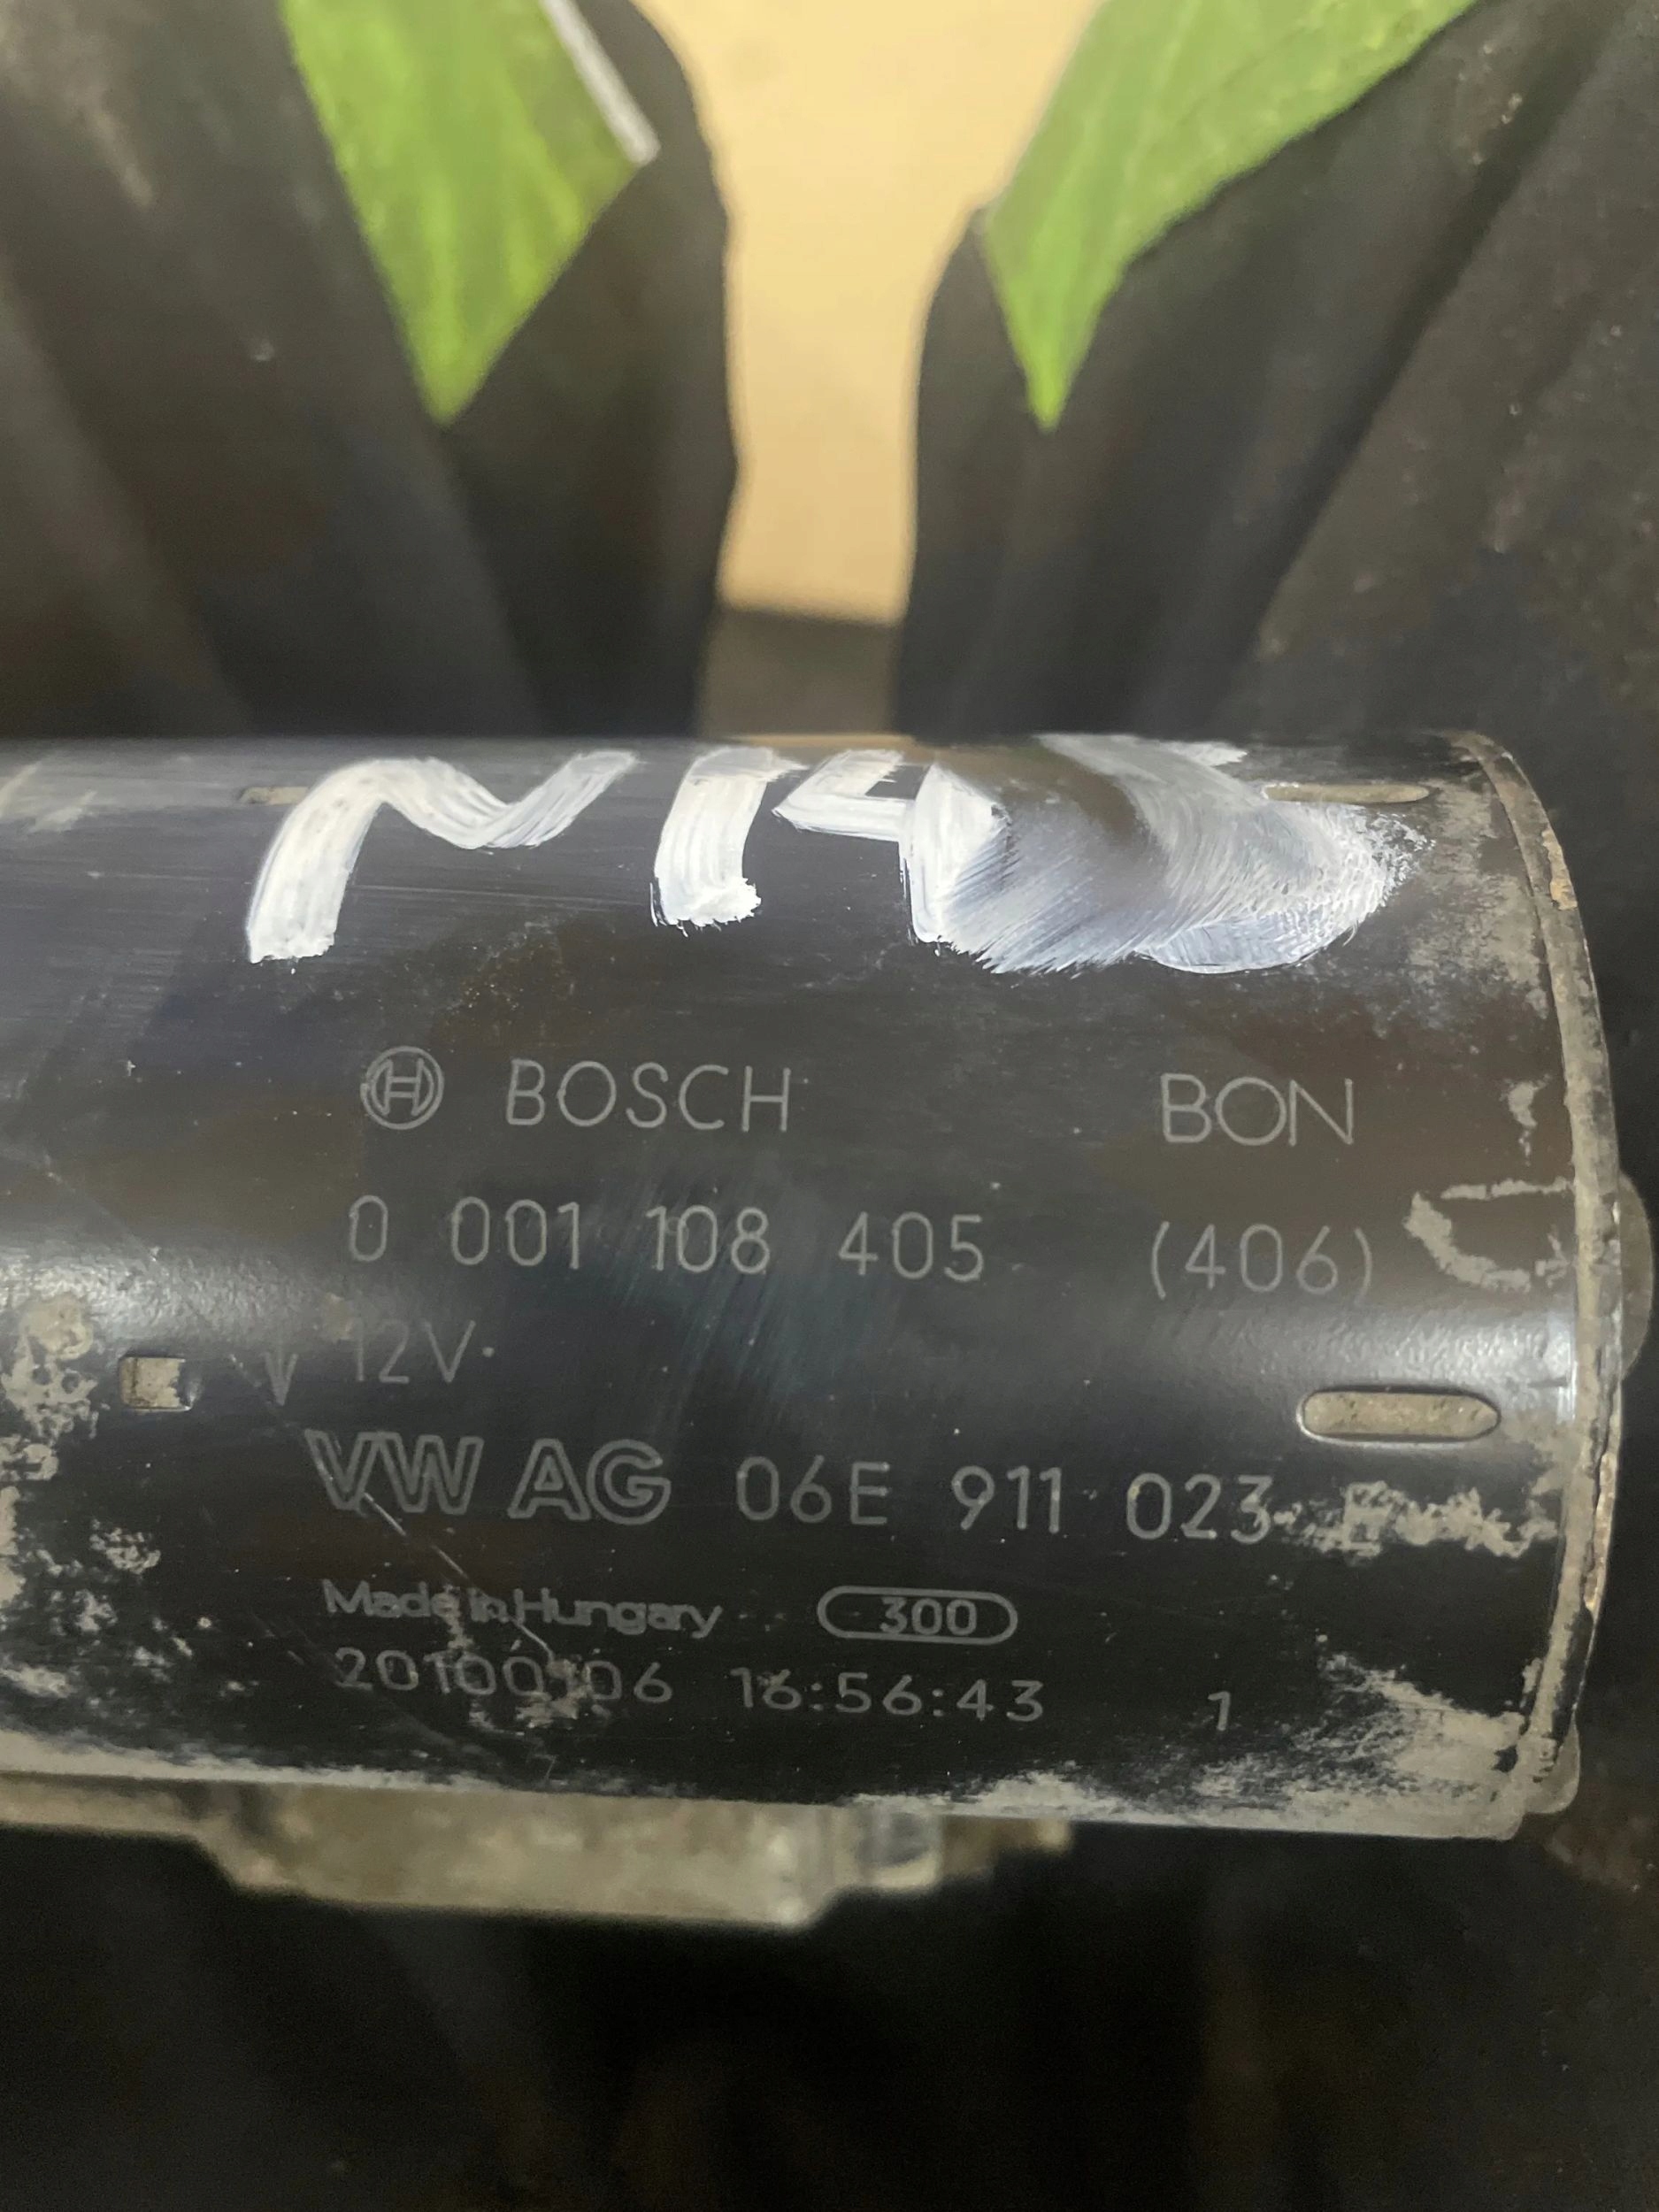 BOSCH BON
0 001 108 405 (406)
12V
VW AG 06E 911 023
Made in Hungary 300
20100106 16:56:43 1